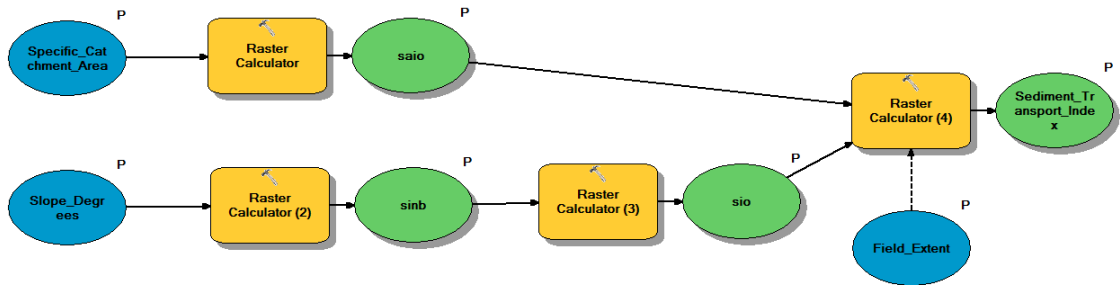 P
P
Specific_Cat
chment_Area
Raster
Calculator
saio
P
Raster
Calculator (4)
Sediment_Tr
ansport_Inde
x
P
P
P
Slope_Degr
ees
Raster
Calculator (2)
sinb
Raster
Calculator (3)
sio
P
Field_Extent